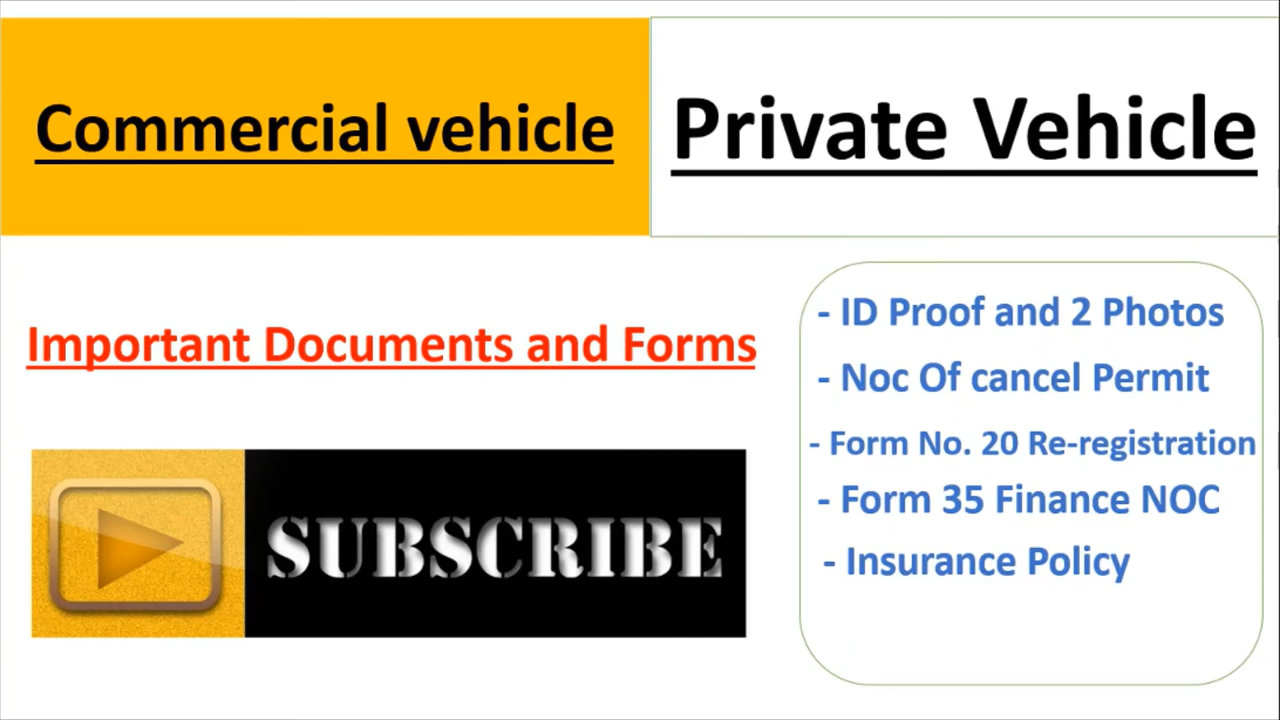 Commercial vehicle
Private Vehicle
Important Documents and Forms
- ID Proof and 2 Photos
- Noc Of cancel Permit
- Form No. 20 Re-registration
- Form 35 Finance NOC
- Insurance Policy
SUBSCRIBE